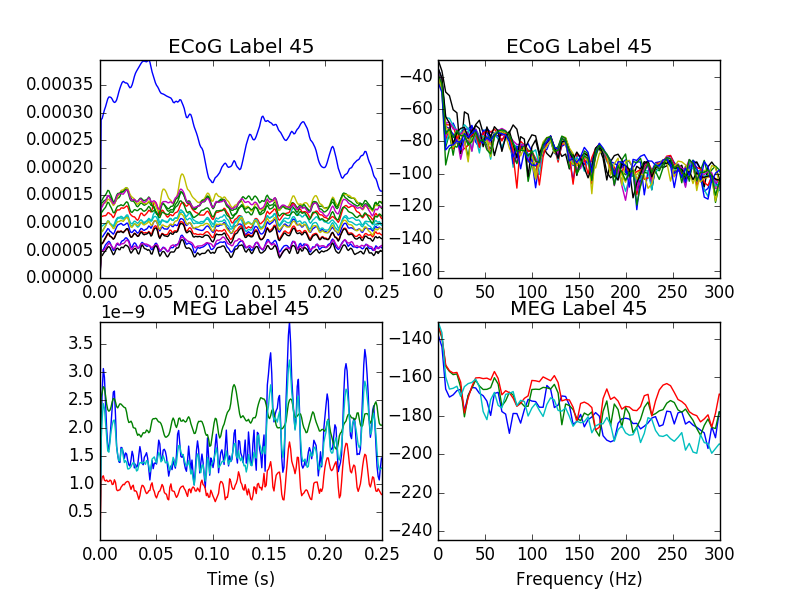 ECoG Label 45
ECoG Label 45
0.00035
0.00030
0.00025
0.00020
0.00015
0.00010
0.00005
0.00000
0.00 0.05 0.10 0.15 0.20 0.25
−40
−60
−80
−100
−120
−140
−160
0 50 100 150 200 250 300
1e−9
MEG Label 45
MEG Label 45
3.5
3.0
2.5
2.0
1.5
1.0
0.5
0.00 0.05 0.10 0.15 0.20 0.25
Time (s)
−140
−160
−180
−200
−220
−240
0 50 100 150 200 250 300
Frequency (Hz)